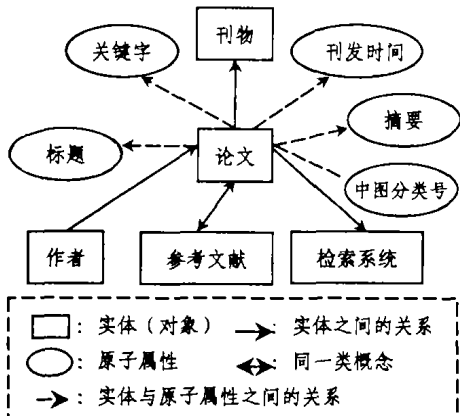 刊物
关键字
刊发时间
摘要
标题
论文
中图分类号
作者
参考文献
检索系统
：实体（对象）
：实体之间的关系
：原子属性
：同一类概念
：实体与原子属性之间的关系